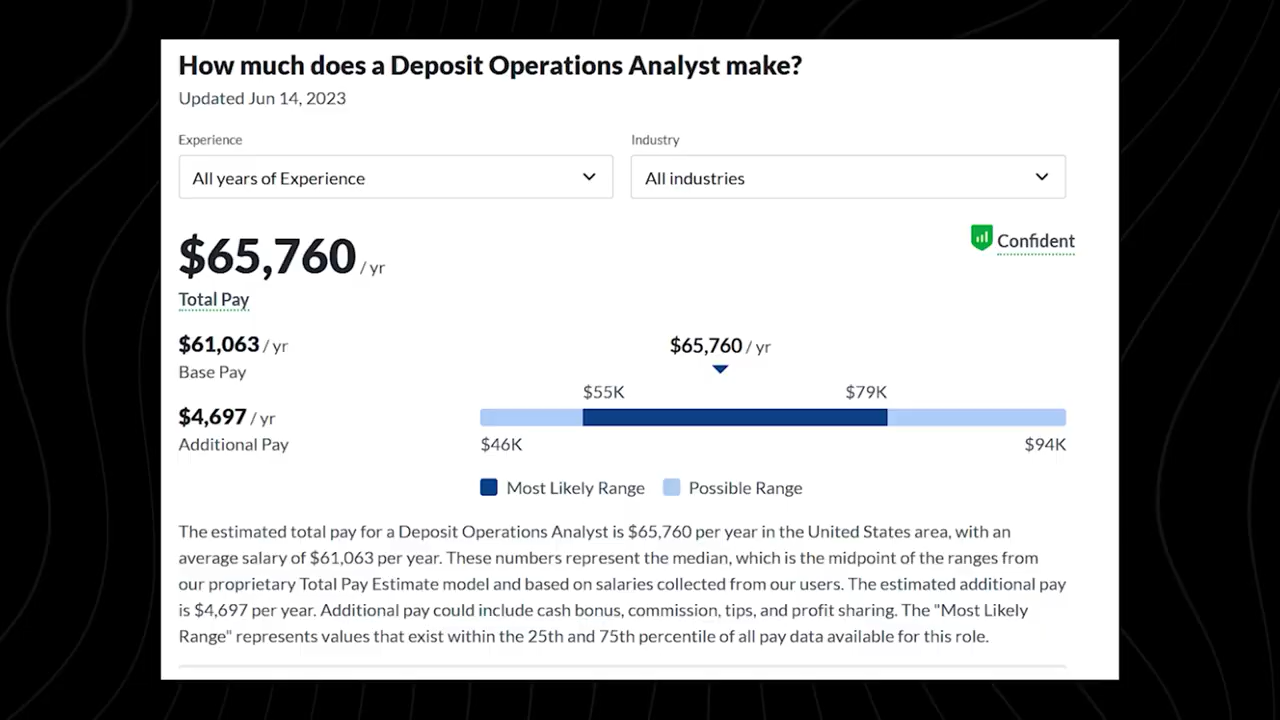 How much does a Deposit Operations Analyst make?
Updated Jun 14, 2023
Experience
Industry
All years of Experience
All industries
$65,760 / yr
Confident
Total Pay
$61,063 / yr
Base Pay
$4,697 / yr
Additional Pay
$65,760 / yr
$55K
$79K
$46K
$94K
Most Likely Range
Possible Range
The estimated total pay for a Deposit Operations Analyst is $65,760 per year in the United States area, with an
average salary of $61,063 per year. These numbers represent the median, which is the midpoint of the ranges from
our proprietary Total Pay Estimate model and based on salaries collected from our users. The estimated additional pay
is $4,697 per year. Additional pay could include cash bonus, commission, tips, and profit sharing. The "Most Likely
Range" represents values that exist within the 25th and 75th percentile of all pay data available for this role.